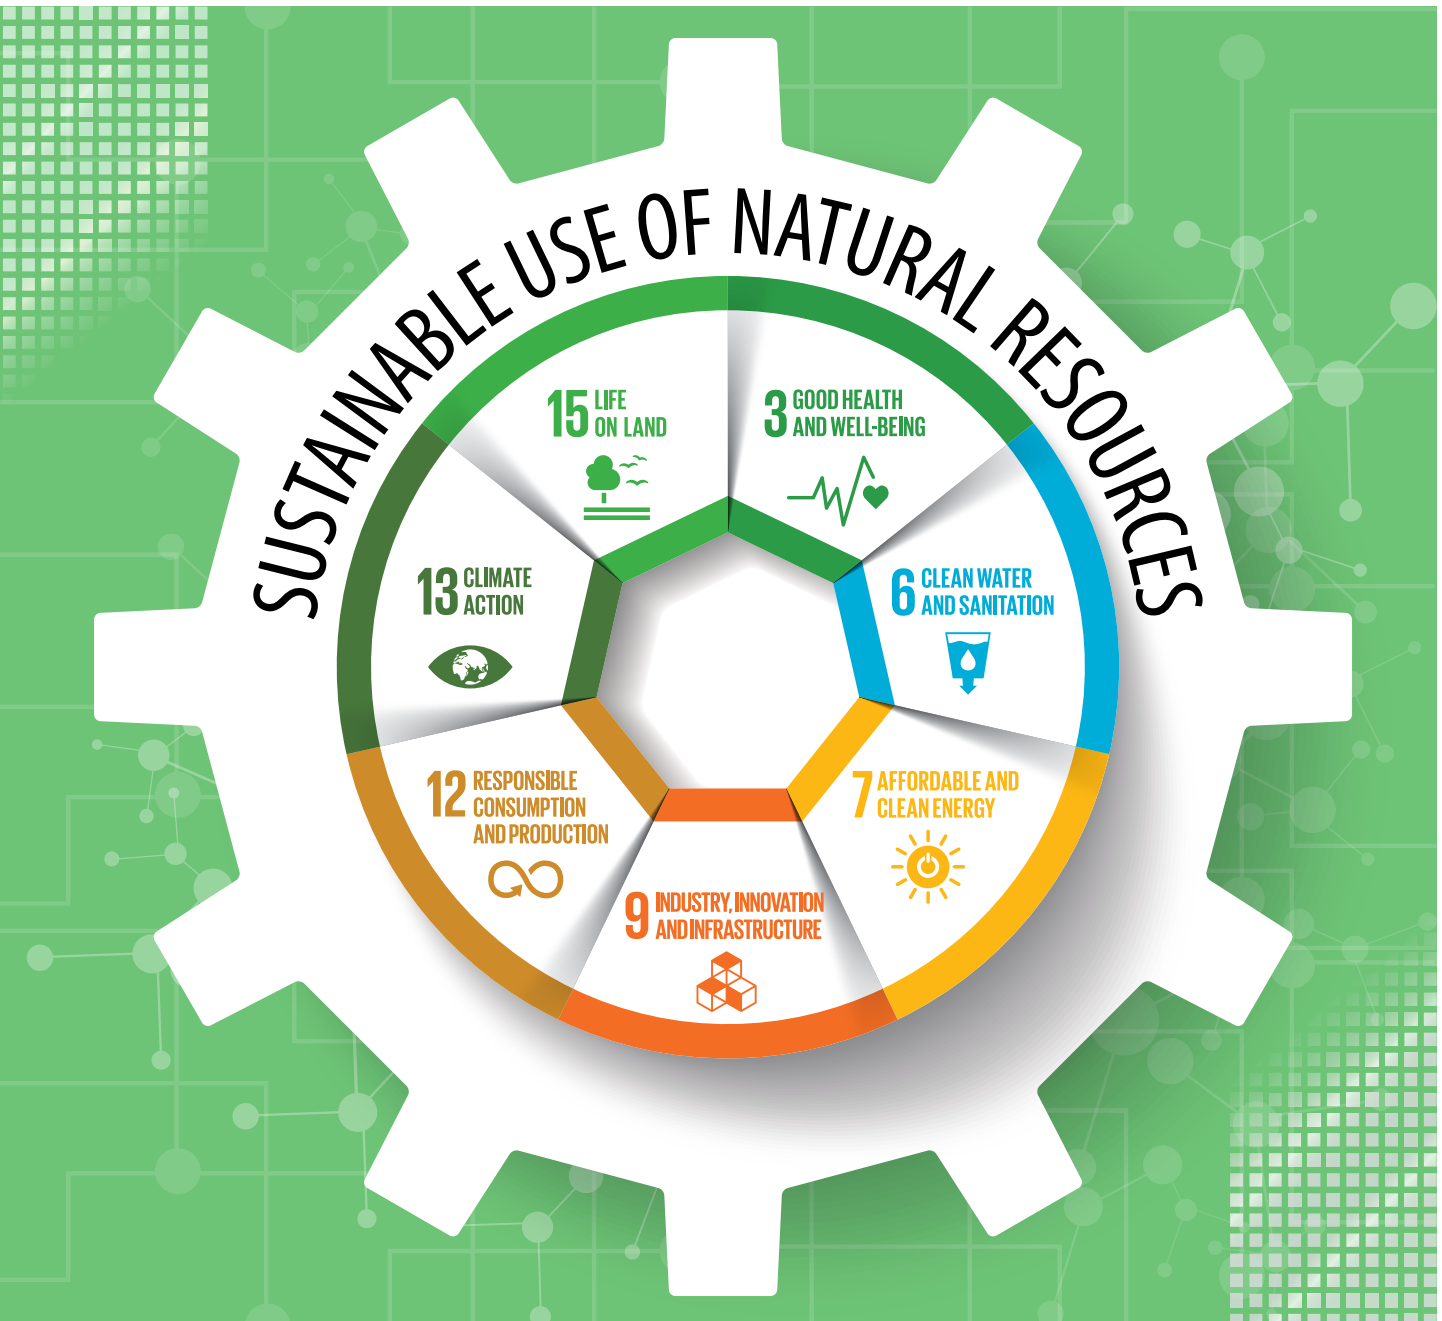 SUSTAINABLE USE OF NATURAL RESOURCES
15 LIFE
ON LAND
3 GOOD HEALTH
AND WELL-BEING
13 CLIMATE
ACTION
6 CLEAN WATER
AND SANITATION
12 RESPONSIBLE
CONSUMPTION
AND PRODUCTION
7 AFFORDABLE AND
CLEAN ENERGY
9 INDUSTRY, INNOVATION
AND INFRASTRUCTURE